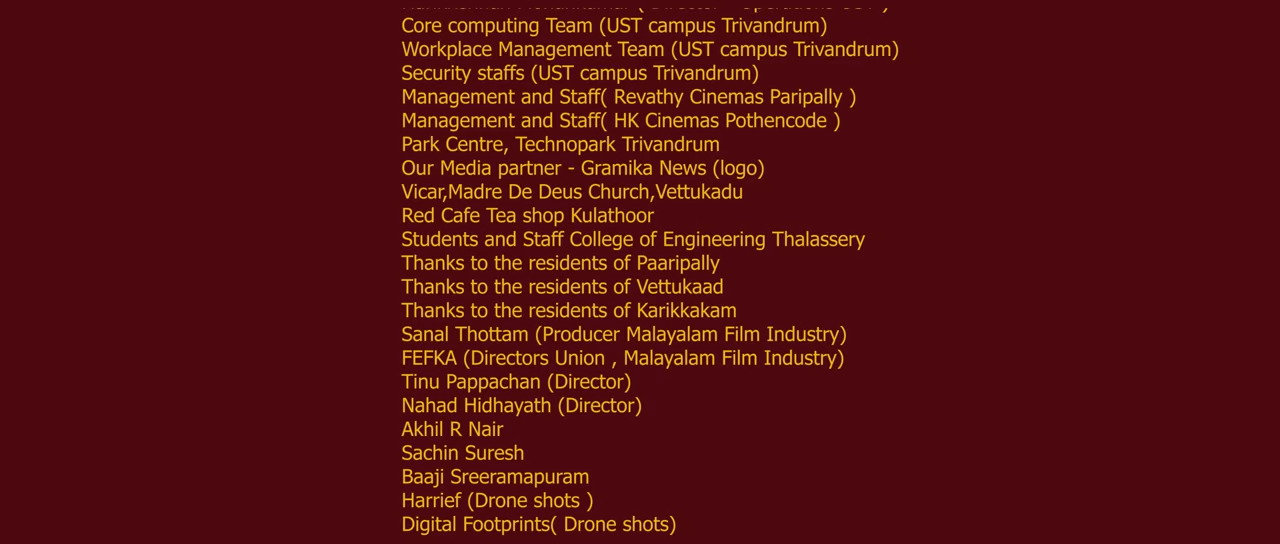 Core computing Team (UST campus Trivandrum)
Workplace Management Team (UST campus Trivandrum)
Security staffs (UST campus Trivandrum)
Management and Staff( Revathy Cinemas Paripally )
Management and Staff( HK Cinemas Pothencode )
Park Centre, Technopark Trivandrum
Our Media partner - Gramika News (logo)
Vicar,Madre De Deus Church,Vettukadu
Red Cafe Tea shop Kulathoor
Students and Staff College of Engineering Thalassery
Thanks to the residents of Paaripally
Thanks to the residents of Vettukaad
Thanks to the residents of Karikkakam
Sanal Thottam (Producer Malayalam Film Industry)
FEFKA (Directors Union , Malayalam Film Industry)
Tinu Pappachan (Director)
Nahad Hidhayath (Director)
Akhil R Nair
Sachin Suresh
Baaji Sreeramapuram
Harrief (Drone shots )
Digital Footprints( Drone shots)